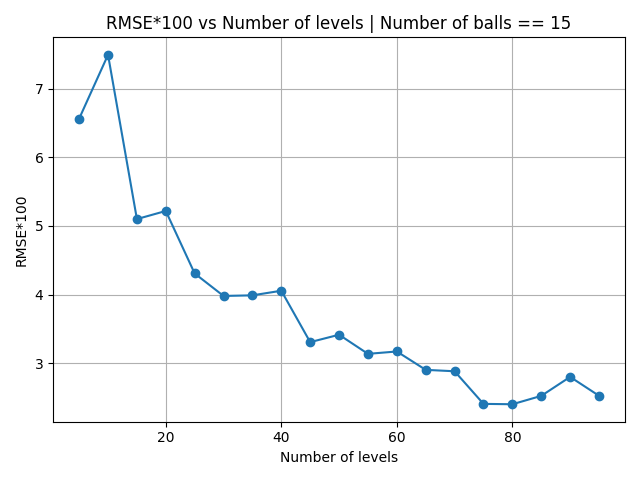 RMSE*100 vs Number of levels | Number of balls == 15
7
6
5
4
3
RMSE*100
20 40 60 80
Number of levels